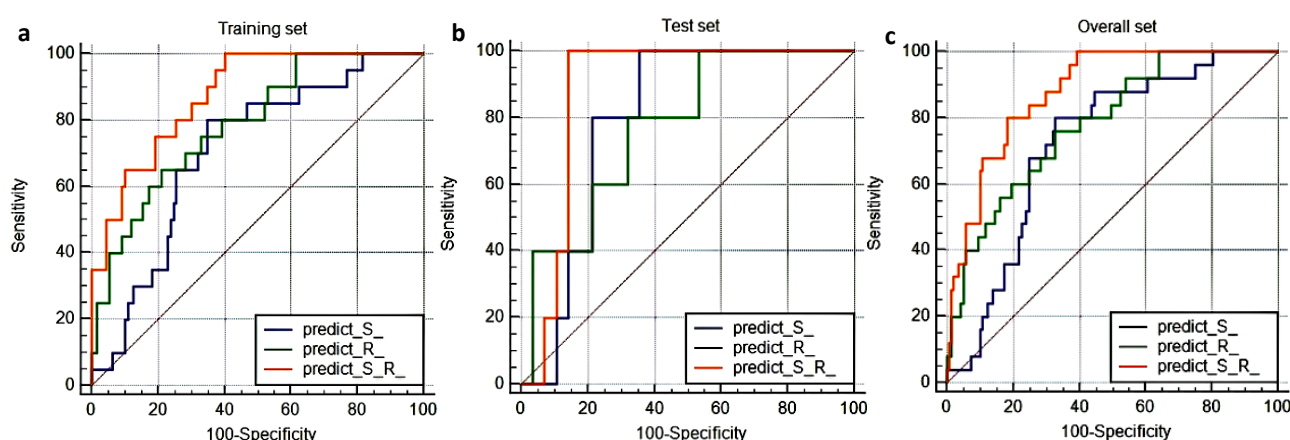 a
Training set
100
80
60
40
20
0
Sensitivity
predict_S_
predict_R_
predict_S_R_
0 20 40 60 80 100
100-Specificity
b
Test set
100
80
60
40
20
0
Sensitivity
predict_S_
predict_R_
predict_S_R_
0 20 40 60 80 100
100-Specificity
c
Overall set
100
80
60
40
20
0
Sensitivity
predict_S_
predict_R_
predict_S_R_
0 20 40 60 80 100
100-Specificity